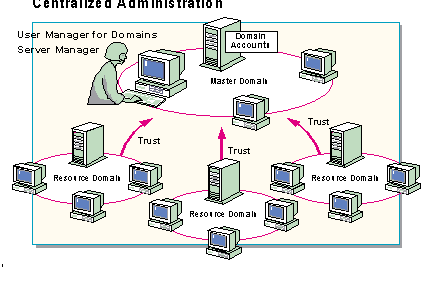 Centralized Administration
User Manager for Domains
Server Manager
Domain
Accounts
Master Domain
Trust
Trust
Trust
Resource Domain
Resource Domain
Resource Domain